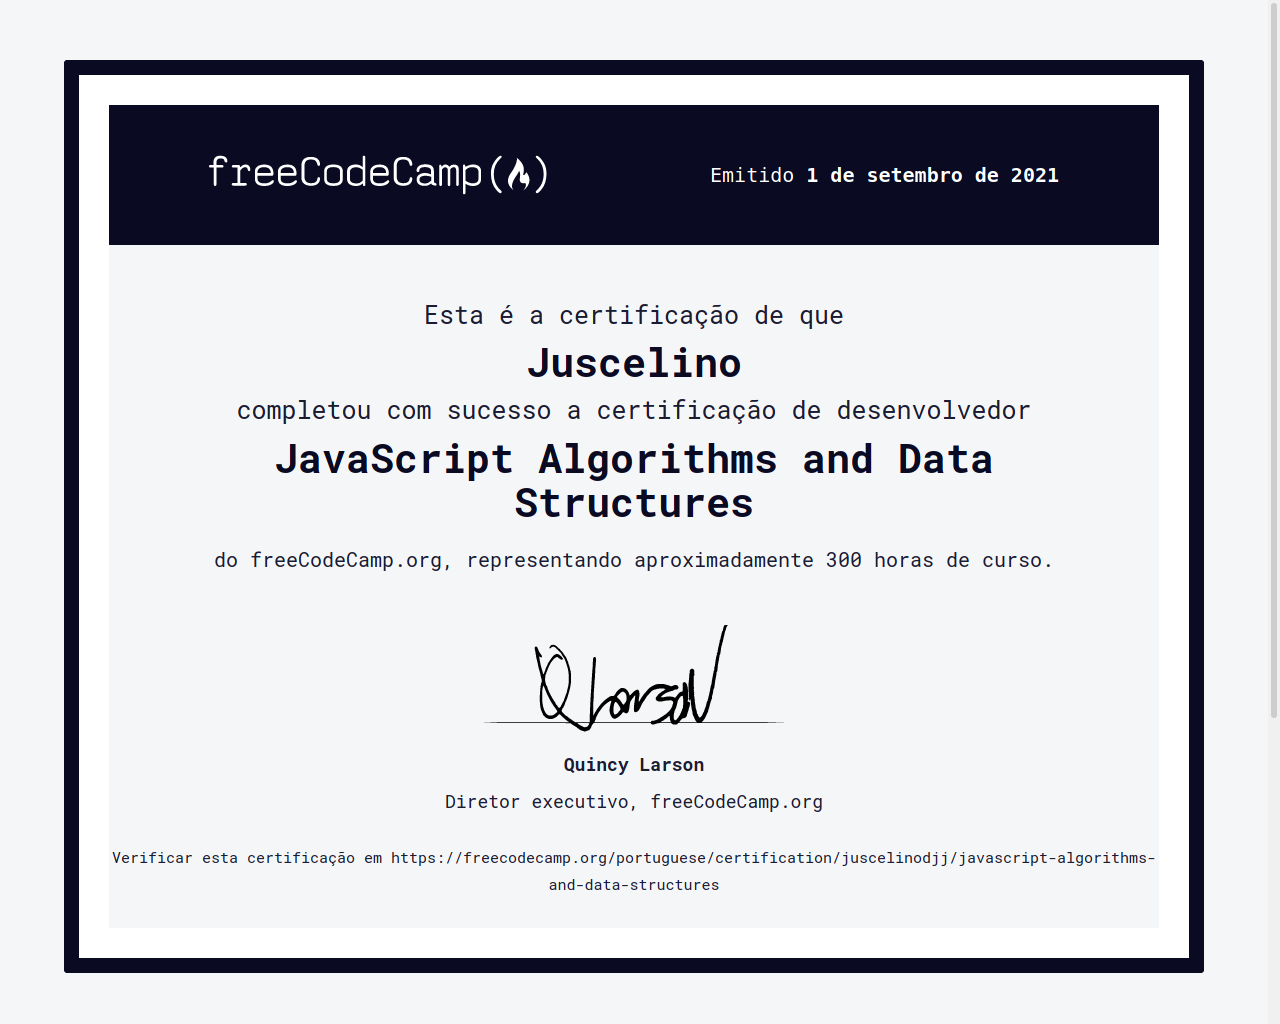 freeCodeCamp(🔥)
Emitido 1 de setembro de 2021
Esta é a certificação de que
Juscelino
completou com sucesso a certificação de desenvolvedor
JavaScript Algorithms and Data
Structures
do freeCodeCamp.org, representando aproximadamente 300 horas de curso.
Q Larson
Quincy Larson
Diretor executivo, freeCodeCamp.org
Verificar esta certificação em https://freecodecamp.org/portuguese/certification/juscelinodjj/javascript-algorithms-
and-data-structures